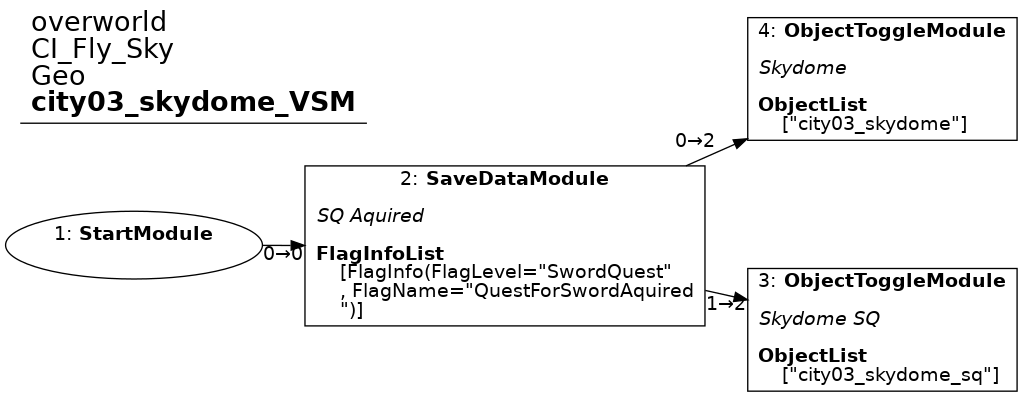 overworld
CI_Fly_Sky
Geo
city03_skydome_VSM
1: StartModule
0→0
2: SaveDataModule
SQ Aquired
FlagInfoList
[FlagInfo(FlagLevel="SwordQuest"
, FlagName="QuestForSwordAquired
")]
0→2
4: ObjectToggleModule
Skydome
ObjectList
["city03_skydome"]
1→2
3: ObjectToggleModule
Skydome SQ
ObjectList
["city03_skydome_sq"]